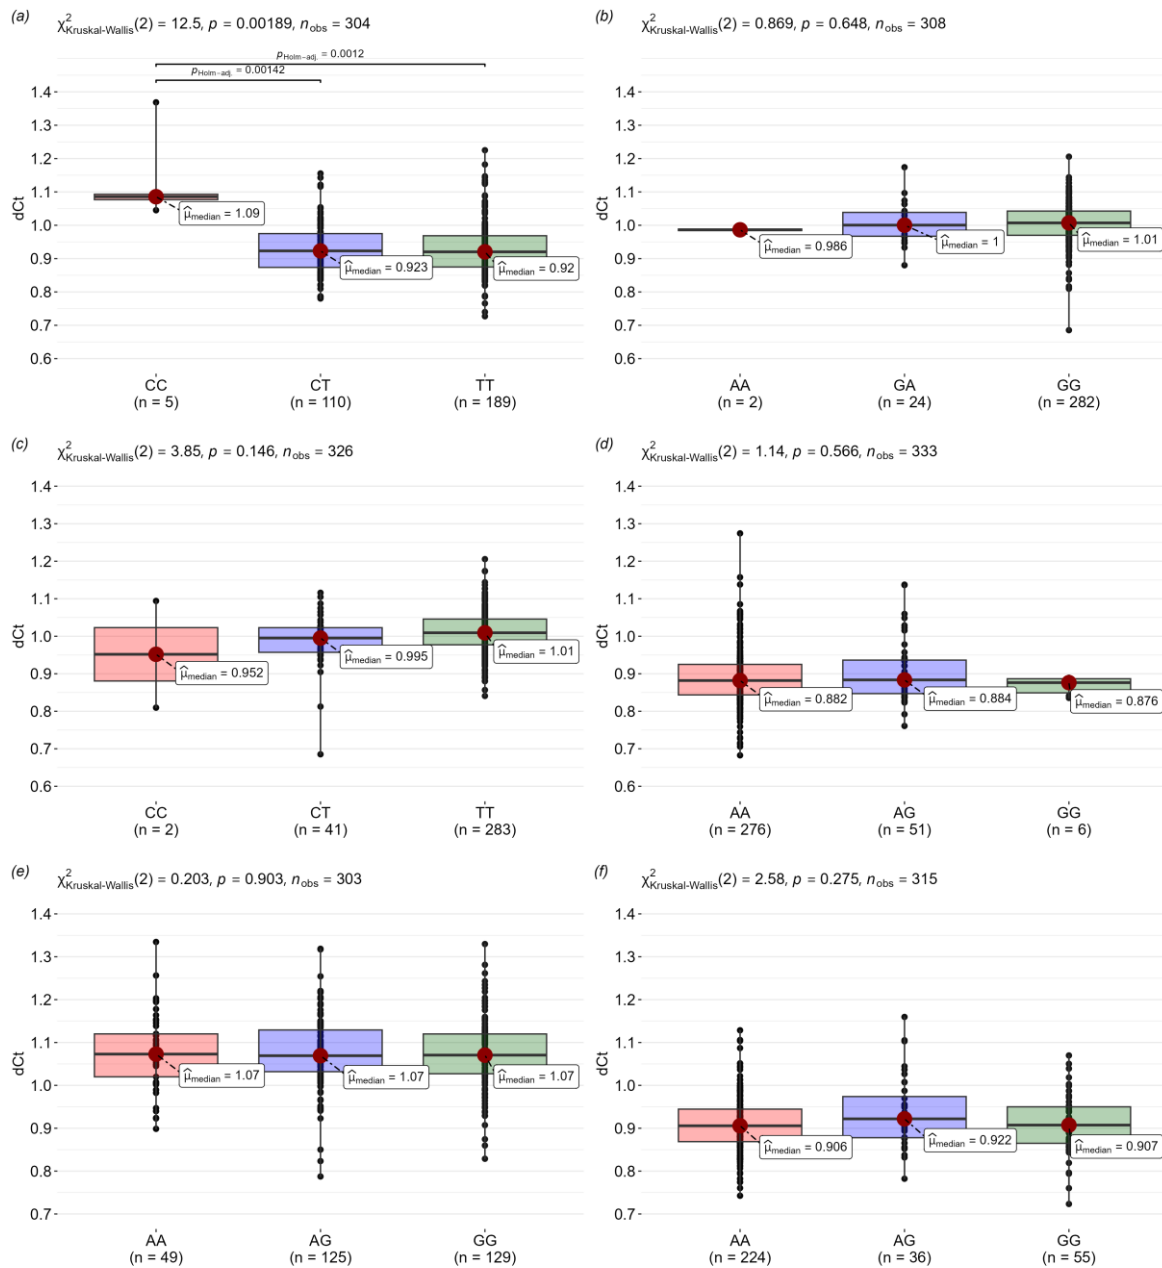 (a)
χ²Kruskal-Wallis(2) = 12.5, p = 0.00189, nobs = 304
pHolm−adj. = 0.0012
pHolm−adj. = 0.00142
1.4
1.3
1.2
1.1
1.0
0.9
0.8
0.7
0.6
dCt
μ̂median = 1.09
μ̂median = 0.923
μ̂median = 0.92
CC
(n = 5)
CT
(n = 110)
TT
(n = 189)
(b)
χ²Kruskal-Wallis(2) = 0.869, p = 0.648, nobs = 308
1.4
1.3
1.2
1.1
1.0
0.9
0.8
0.7
0.6
dCt
μ̂median = 0.986
μ̂median = 1
μ̂median = 1.01
AA
(n = 2)
GA
(n = 24)
GG
(n = 282)
(c)
χ²Kruskal-Wallis(2) = 3.85, p = 0.146, nobs = 326
1.4
1.3
1.2
1.1
1.0
0.9
0.8
0.7
0.6
dCt
μ̂median = 0.952
μ̂median = 0.995
μ̂median = 1.01
CC
(n = 2)
CT
(n = 41)
TT
(n = 283)
(d)
χ²Kruskal-Wallis(2) = 1.14, p = 0.566, nobs = 333
1.4
1.3
1.2
1.1
1.0
0.9
0.8
0.7
0.6
dCt
μ̂median = 0.882
μ̂median = 0.884
μ̂median = 0.876
AA
(n = 276)
AG
(n = 51)
GG
(n = 6)
(e)
χ²Kruskal-Wallis(2) = 0.203, p = 0.903, nobs = 303
1.4
1.3
1.2
1.1
1.0
0.9
0.8
0.7
dCt
μ̂median = 1.07
μ̂median = 1.07
μ̂median = 1.07
AA
(n = 49)
AG
(n = 125)
GG
(n = 129)
(f)
χ²Kruskal-Wallis(2) = 2.58, p = 0.275, nobs = 315
1.4
1.3
1.2
1.1
1.0
0.9
0.8
0.7
dCt
μ̂median = 0.906
μ̂median = 0.922
μ̂median = 0.907
AA
(n = 224)
AG
(n = 36)
GG
(n = 55)